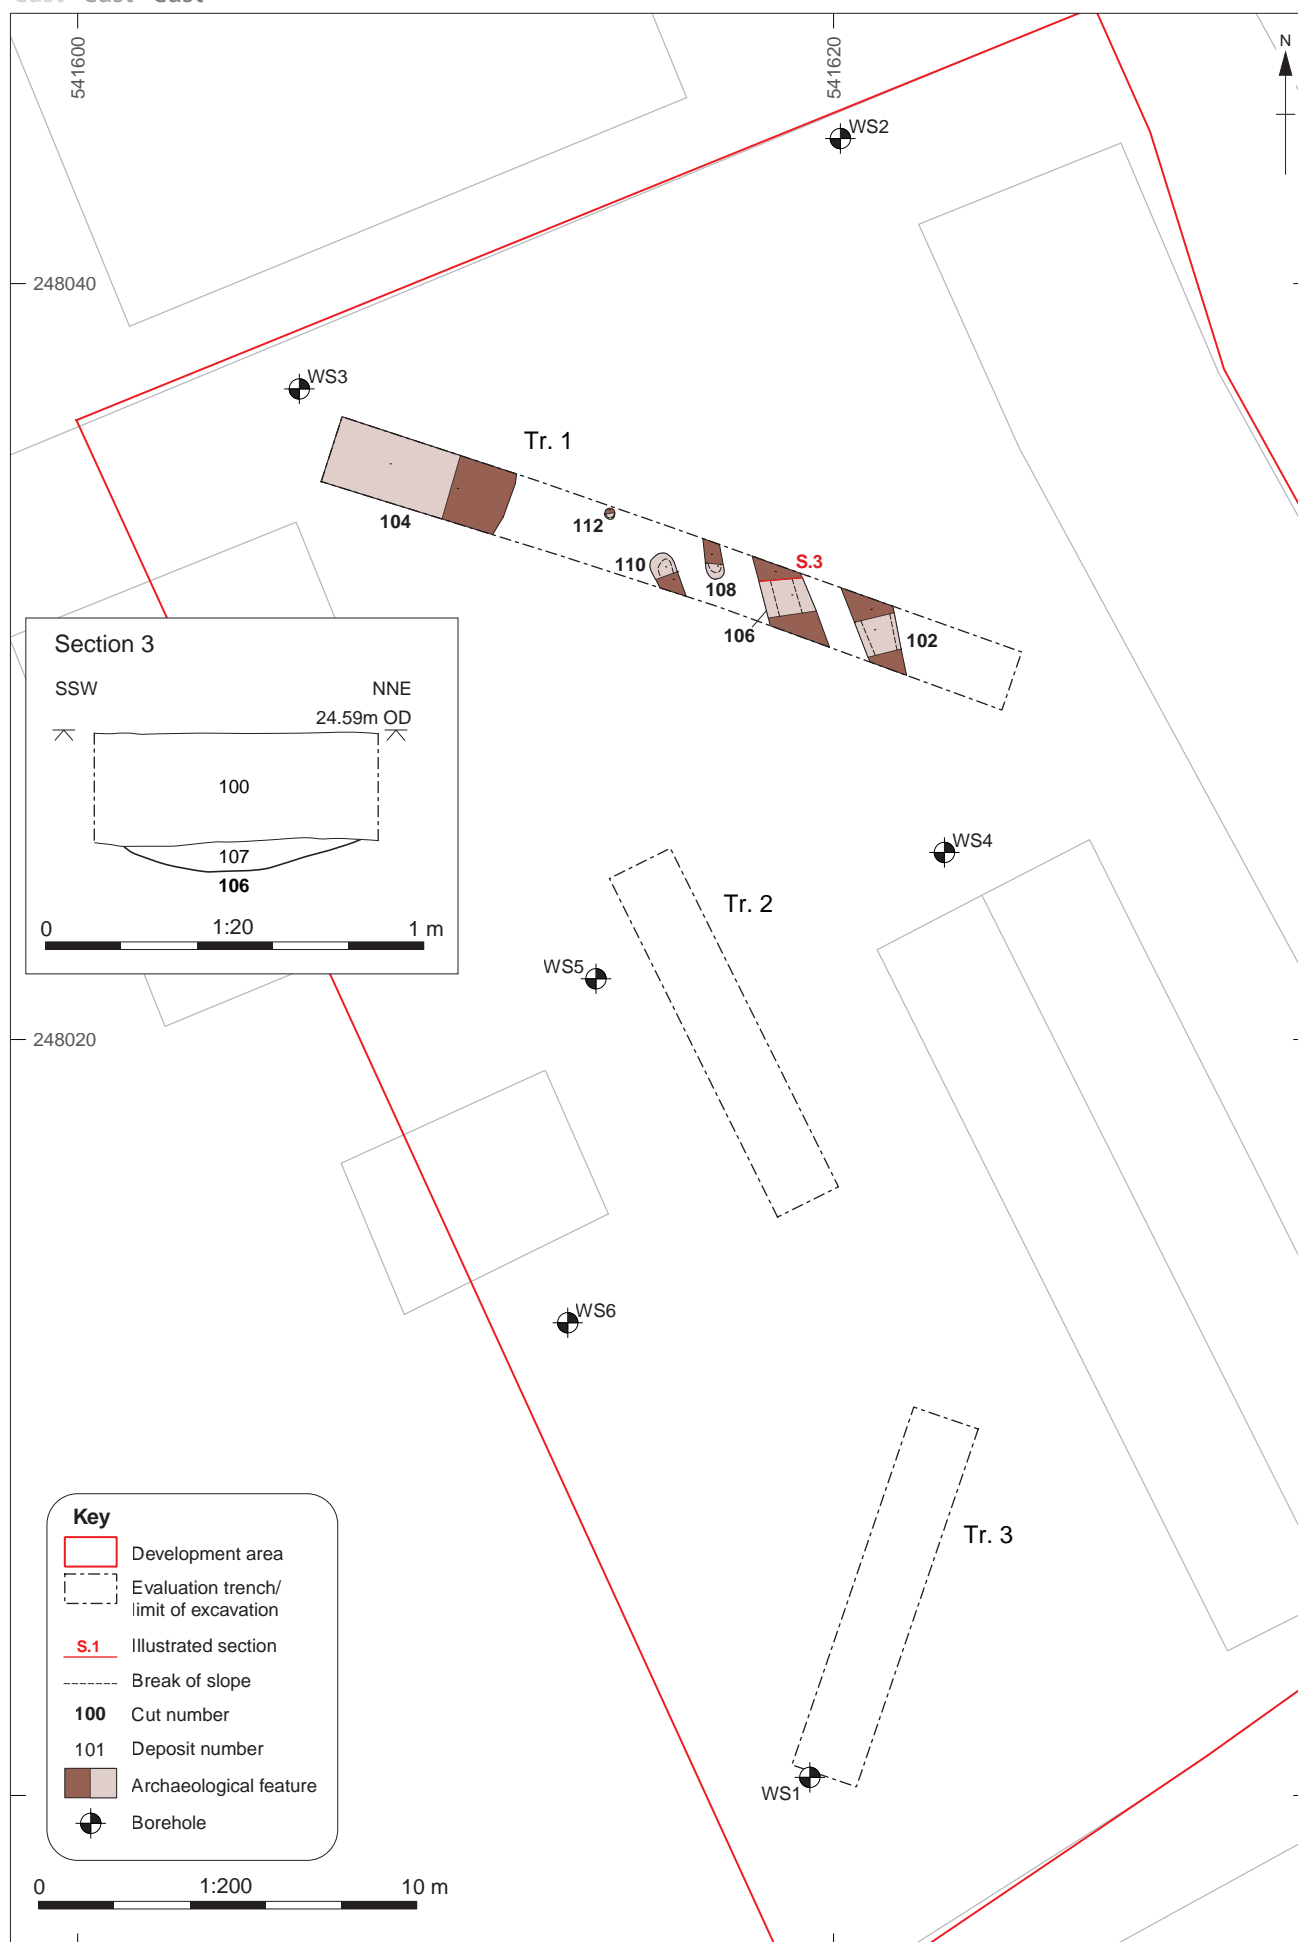 East East East
541600
541620
N
WS2
248040
WS3
Tr. 1
104
112
110
108
S.3
106
102
Section 3
SSW NNE
24.59m OD
100
107
106
0 1:20 1 m
WS4
Tr. 2
WS5
248020
WS6
Tr. 3
WS1
Key
Development area
Evaluation trench/
limit of excavation
S.1 Illustrated section
Break of slope
100 Cut number
101 Deposit number
Archaeological feature
Borehole
0 1:200 10 m